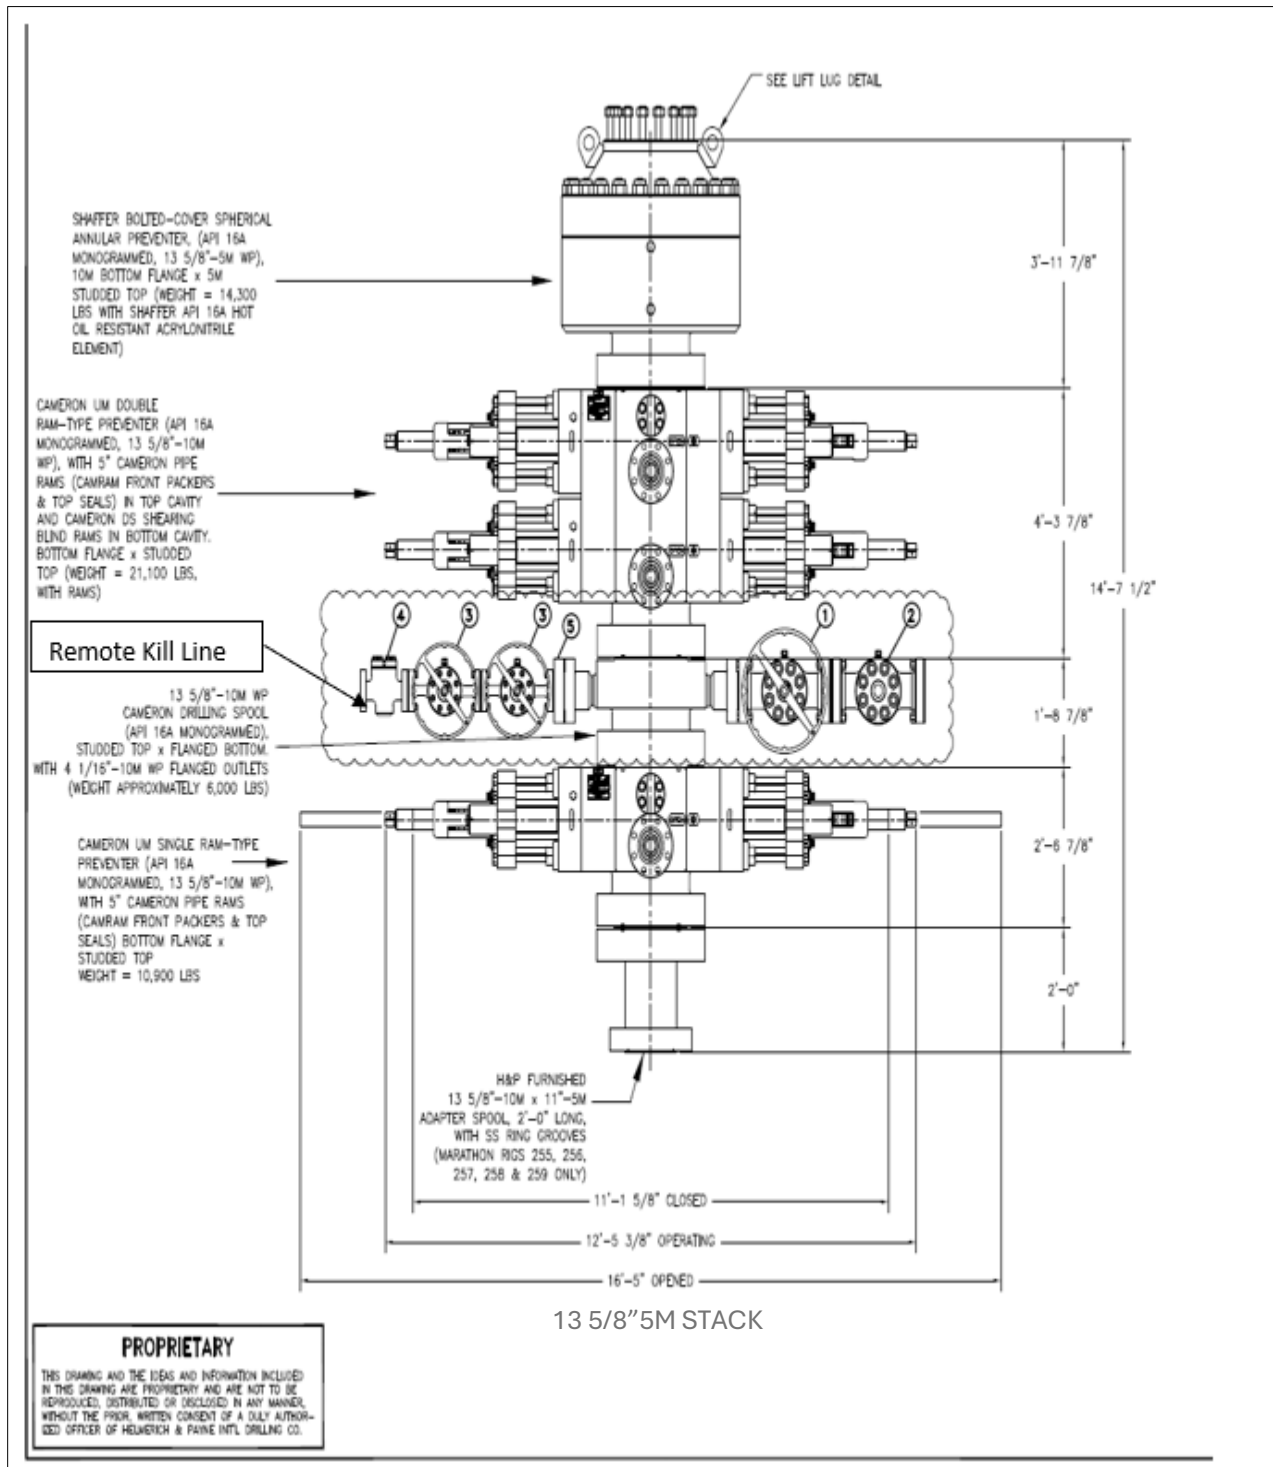 SEE LIFT LUG DETAIL
SHAFFER BOLTED-COVER SPHERICAL
ANNULAR PREVENTER, (API 16A
MONOGRAMMED, 13 5/8"-5M WP),
10M BOTTOM FLANGE x 5M
STUDDED TOP (WEIGHT = 14,300
LBS WITH SHAFFER API 16A HOT
OIL RESISTANT ACRYLONITRILE
ELEMENT)
3'-11 7/8"
CAMERON UM DOUBLE
RAM-TYPE PREVENTER (API 16A
MONOGRAMMED, 13 5/8"-10M
WP), WITH 5" CAMERON PIPE
RAMS (CAMRAM FRONT PACKERS
& TOP SEALS) IN TOP CAVITY
AND CAMERON DS SHEARING
BLIND RAMS IN BOTTOM CAVITY.
BOTTOM FLANGE x STUDDED
TOP (WEIGHT = 21,100 LBS,
WITH RAMS)
4'-3 7/8"
14'-7 1/2"
4
3
3
5
1
2
Remote Kill Line
13 5/8"-10M WP
CAMERON DRILLING SPOOL
(API 16A MONOGRAMMED),
STUDDED TOP x FLANGED BOTTOM.
WITH 4 1/16"-10M WP FLANGED OUTLETS
(WEIGHT APPROXIMATELY 6,000 LBS)
1'-8 7/8"
CAMERON UM SINGLE RAM-TYPE
PREVENTER (API 16A
MONOGRAMMED, 13 5/8"-10M WP),
WITH 5" CAMERON PIPE RAMS
(CAMRAM FRONT PACKERS & TOP
SEALS) BOTTOM FLANGE x
STUDDED TOP
WEIGHT = 10,900 LBS
2'-6 7/8"
2'-0"
H&P FURNISHED
13 5/8"-10M x 11"-5M
ADAPTER SPOOL, 2'-0" LONG,
WITH SS RING GROOVES
(MARATHON RIGS 255, 256,
257, 258 & 259 ONLY)
11'-1 5/8" CLOSED
12'-5 3/8" OPERATING
16'-5" OPENED
13 5/8”5M STACK
PROPRIETARY
THIS DRAWING AND THE IDEAS AND INFORMATION INCLUDED
IN THIS DRAWING ARE PROPRIETARY AND ARE NOT TO BE
REPRODUCED, DISTRIBUTED OR DISCLOSED IN ANY MANNER,
WITHOUT THE PRIOR, WRITTEN CONSENT OF A DULY AUTHOR-
IZED OFFICER OF HELMERICH & PAYNE INT'L DRILLING CO.